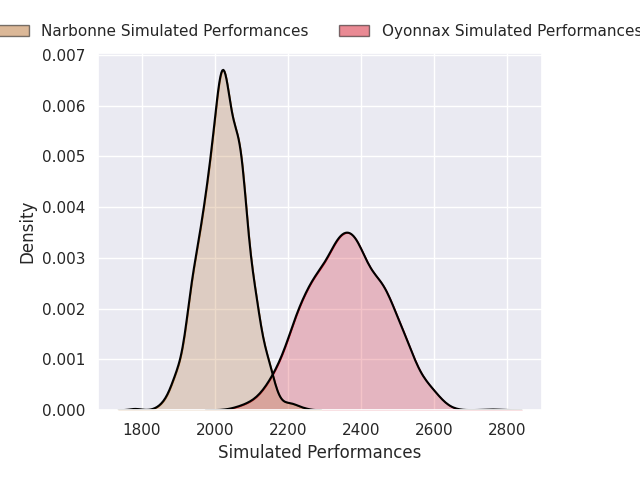 Narbonne Simulated Performances
Oyonnax Simulated Performances
0.007
0.006
0.005
0.004
0.003
0.002
0.001
0.000
Density
1800 2000 2200 2400 2600 2800
Simulated Performances